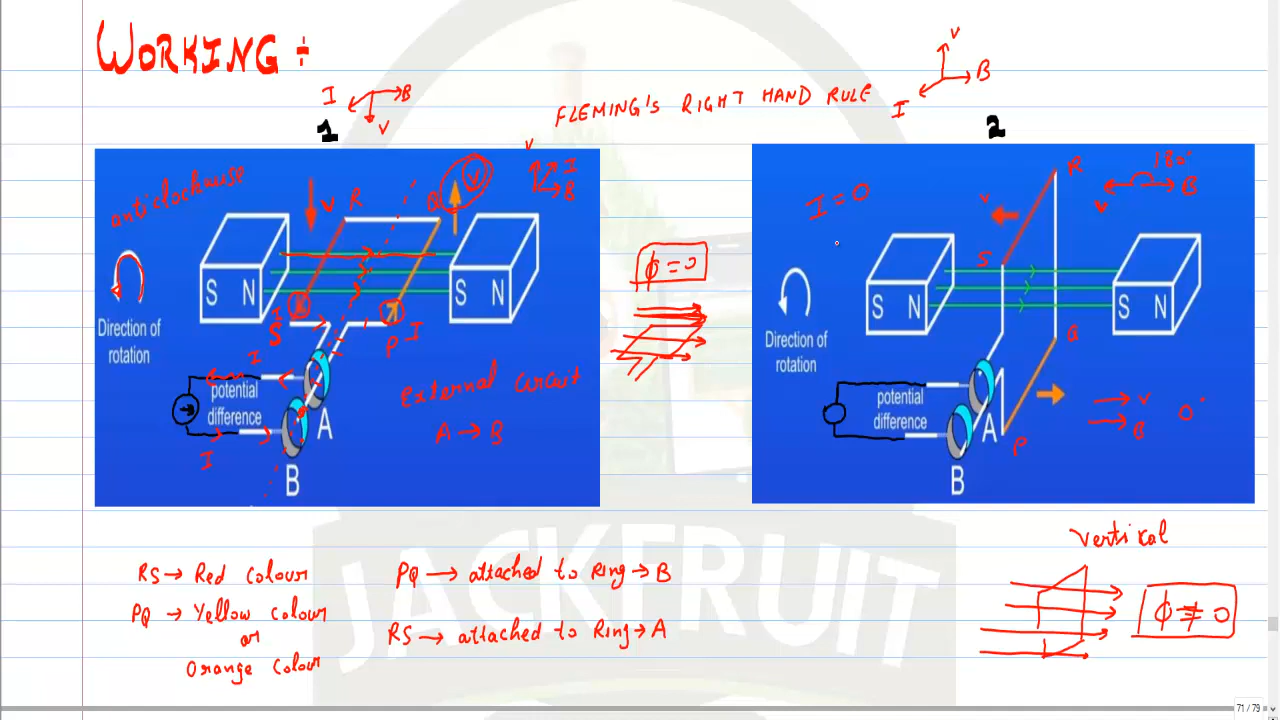 WORKING ÷
I
B
V
1
FLEMING'S RIGHT HAND RULE
V
B
I
2
anticlockwise
V
R
Q
V
V
I
B
S N
S N
Direction of
rotation
I
S
P
I
I
potential
difference
I
A
B
External circuit
A → B
ϕ = 0
I = 0
R
V
180°
V
B
S
S N
S N
Direction of
rotation
Q
potential
difference
A
B
P
V
B
0°
RS → Red colour
PQ → Yellow colour
or
Orange colour
PQ → attached to Ring → B
RS → attached to Ring → A
vertical
ϕ ≠ 0
JACKFRUIT
71 / 79